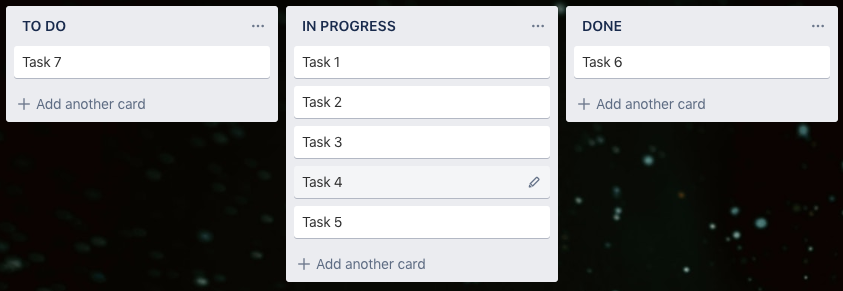 TO DO
Task 7
Add another card
IN PROGRESS
Task 1
Task 2
Task 3
Task 4
Task 5
Add another card
DONE
Task 6
Add another card